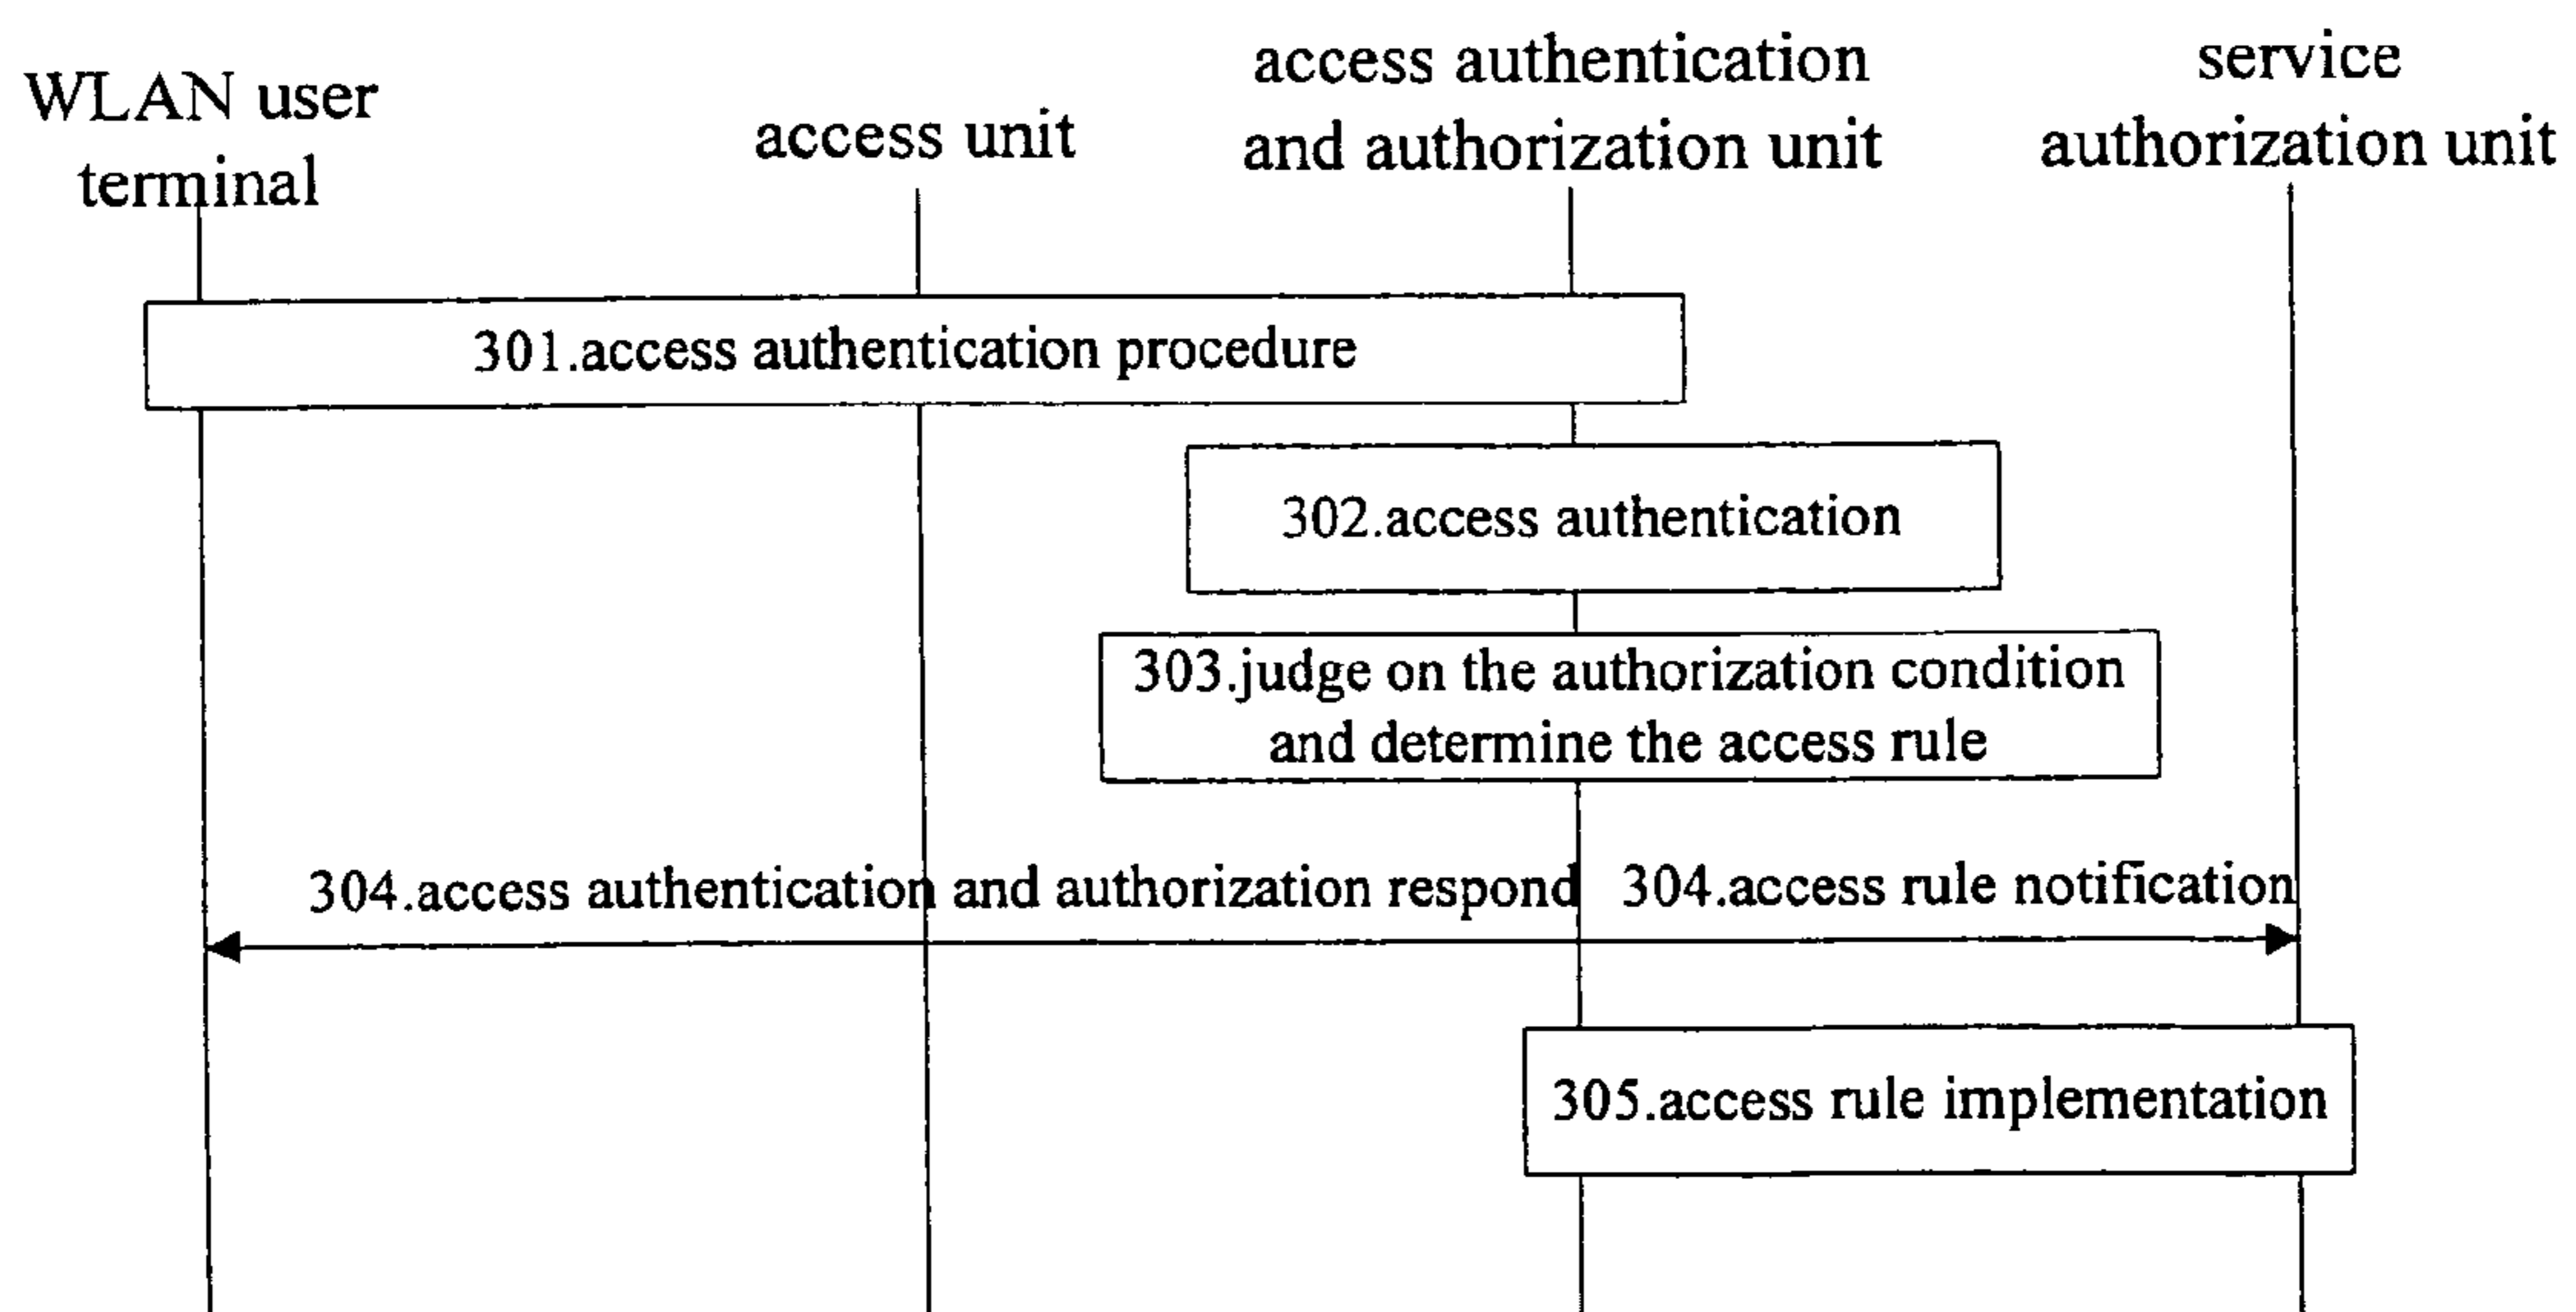 WLAN user
terminal
access unit
access authentication
and authorization unit
service
authorization unit
301.access authentication procedure
302.access authentication
303.judge on the authorization condition
and determine the access rule
304.access authentication and authorization respond
304.access rule notification
305.access rule implementation